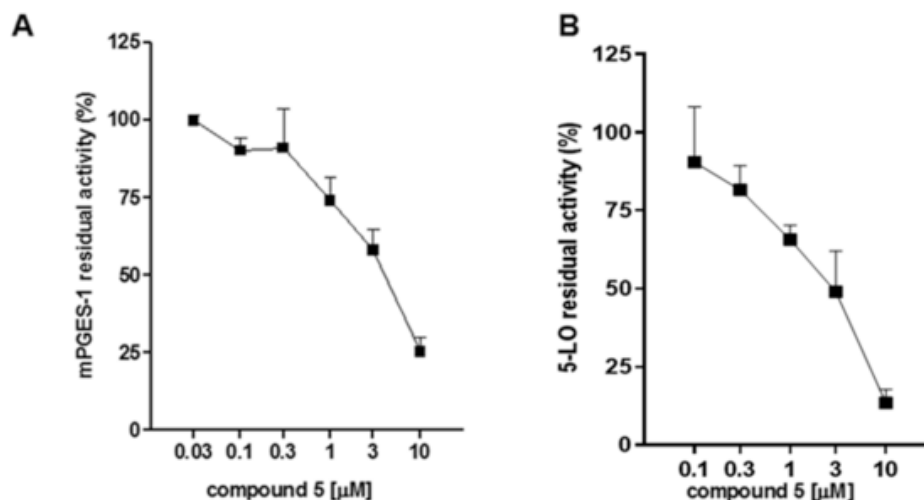 A
mPGES-1 residual activity (%)
125
100
75
50
25
0
0.03 0.1 0.3 1 3 10
compound 5 [µM]
B
5-LO residual activity (%)
125
100
75
50
25
0
0.1 0.3 1 3 10
compound 5 [µM]